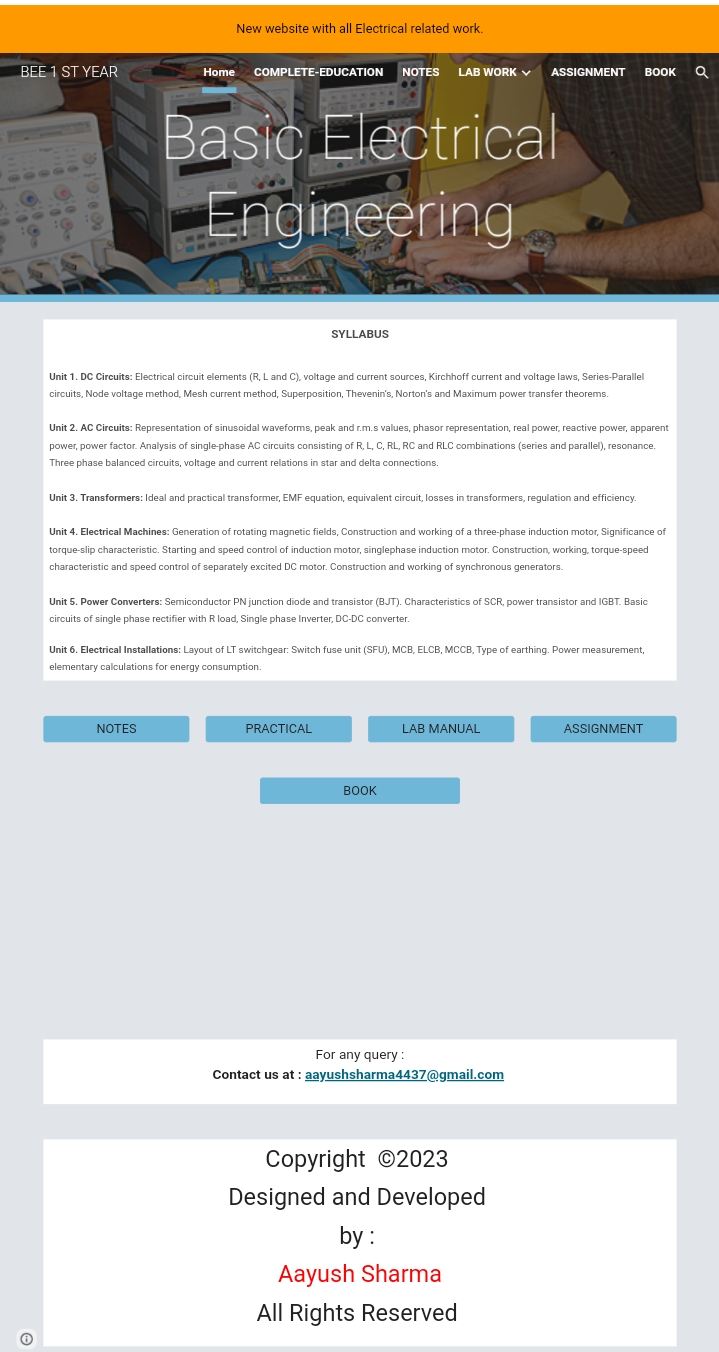 New website with all Electrical related work.
BEE 1 ST YEAR
Home COMPLETE-EDUCATION NOTES LAB WORK ASSIGNMENT BOOK
Basic Electrical
Engineering
SYLLABUS
Unit 1. DC Circuits: Electrical circuit elements (R, L and C), voltage and current sources, Kirchhoff current and voltage laws, Series-Parallel
circuits, Node voltage method, Mesh current method, Superposition, Thevenin's, Norton's and Maximum power transfer theorems.
Unit 2. AC Circuits: Representation of sinusoidal waveforms, peak and r.m.s values, phasor representation, real power, reactive power, apparent
power, power factor. Analysis of single-phase AC circuits consisting of R, L, C, RL, RC and RLC combinations (series and parallel), resonance.
Three phase balanced circuits, voltage and current relations in star and delta connections.
Unit 3. Transformers: Ideal and practical transformer, EMF equation, equivalent circuit, losses in transformers, regulation and efficiency.
Unit 4. Electrical Machines: Generation of rotating magnetic fields, Construction and working of a three-phase induction motor, Significance of
torque-slip characteristic. Starting and speed control of induction motor, singlephase induction motor. Construction, working, torque-speed
characteristic and speed control of separately excited DC motor. Construction and working of synchronous generators.
Unit 5. Power Converters: Semiconductor PN junction diode and transistor (BJT). Characteristics of SCR, power transistor and IGBT. Basic
circuits of single phase rectifier with R load, Single phase Inverter, DC-DC converter.
Unit 6. Electrical Installations: Layout of LT switchgear: Switch fuse unit (SFU), MCB, ELCB, MCCB, Type of earthing. Power measurement,
elementary calculations for energy consumption.
NOTES PRACTICAL LAB MANUAL ASSIGNMENT
BOOK
For any query :
Contact us at : aayushsharma4437@gmail.com
Copyright ©2023
Designed and Developed
by :
Aayush Sharma
All Rights Reserved